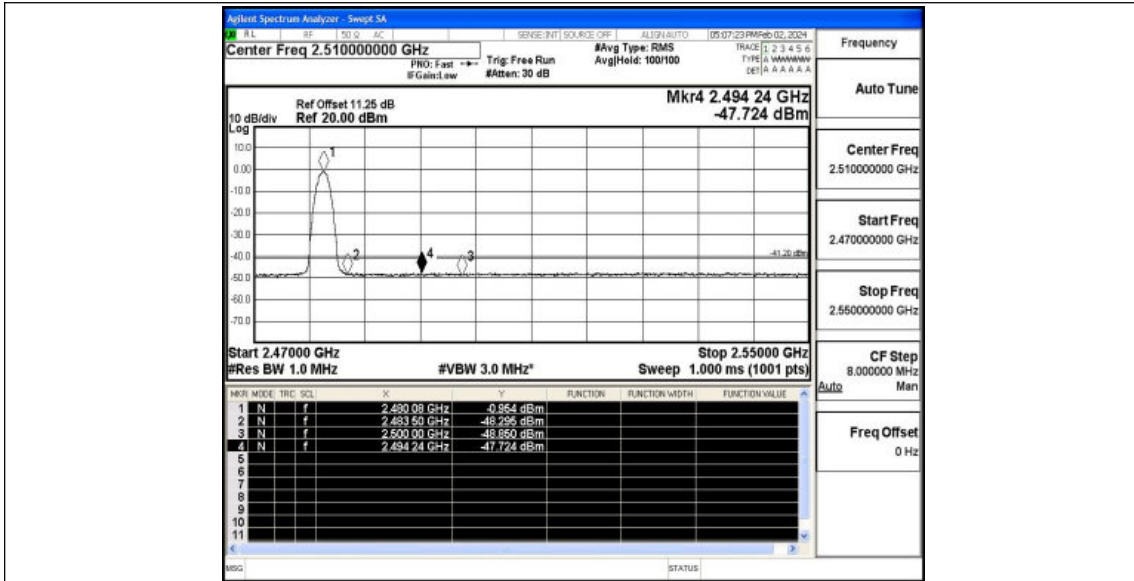 Agilent Spectrum Analyzer - Swept SA
RL RF 50 Ω AC SENSE:INT SOURCE OFF ALIGN AUTO 05:07:23 PM Feb 02, 2024
Center Freq 2.510000000 GHz
PNO: Fast
IFGain:Low
Trig: Free Run
#Atten: 30 dB
#Avg Type: RMS
Avg|Hold: 100/100
TRACE 1 2 3 4 5 6
TYPE A WWWWW
DET A A A A A A
Mkr4 2.494 24 GHz
-47.724 dBm
Ref Offset 11.25 dB
10 dB/div Ref 20.00 dBm
Log
10.0
0.00
-10.0
-20.0
-30.0
-40.0
-50.0
-60.0
-70.0
1
2
4
3
-41.20 dBm
Start 2.47000 GHz Stop 2.55000 GHz
#Res BW 1.0 MHz #VBW 3.0 MHz* Sweep 1.000 ms (1001 pts)
MKR MODE TRC SCL X Y FUNCTION FUNCTION WIDTH FUNCTION VALUE
1 N f 2.480 08 GHz -0.954 dBm
2 N f 2.483 50 GHz -48.295 dBm
3 N f 2.500 00 GHz -48.850 dBm
4 N f 2.494 24 GHz -47.724 dBm
5
6
7
8
9
10
11
MSG STATUS
Frequency
Auto Tune
Center Freq
2.510000000 GHz
Start Freq
2.470000000 GHz
Stop Freq
2.550000000 GHz
CF Step
8.000000 MHz
Auto Man
Freq Offset
0 Hz